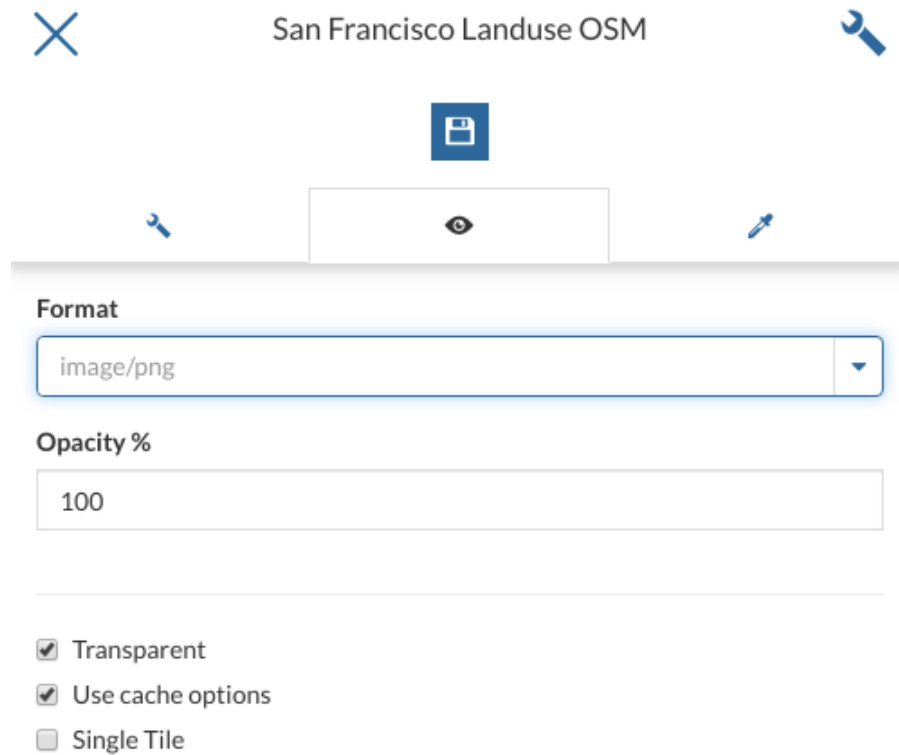 San Francisco Landuse OSM
Format
image/png
Opacity %
100
Transparent
Use cache options
Single Tile